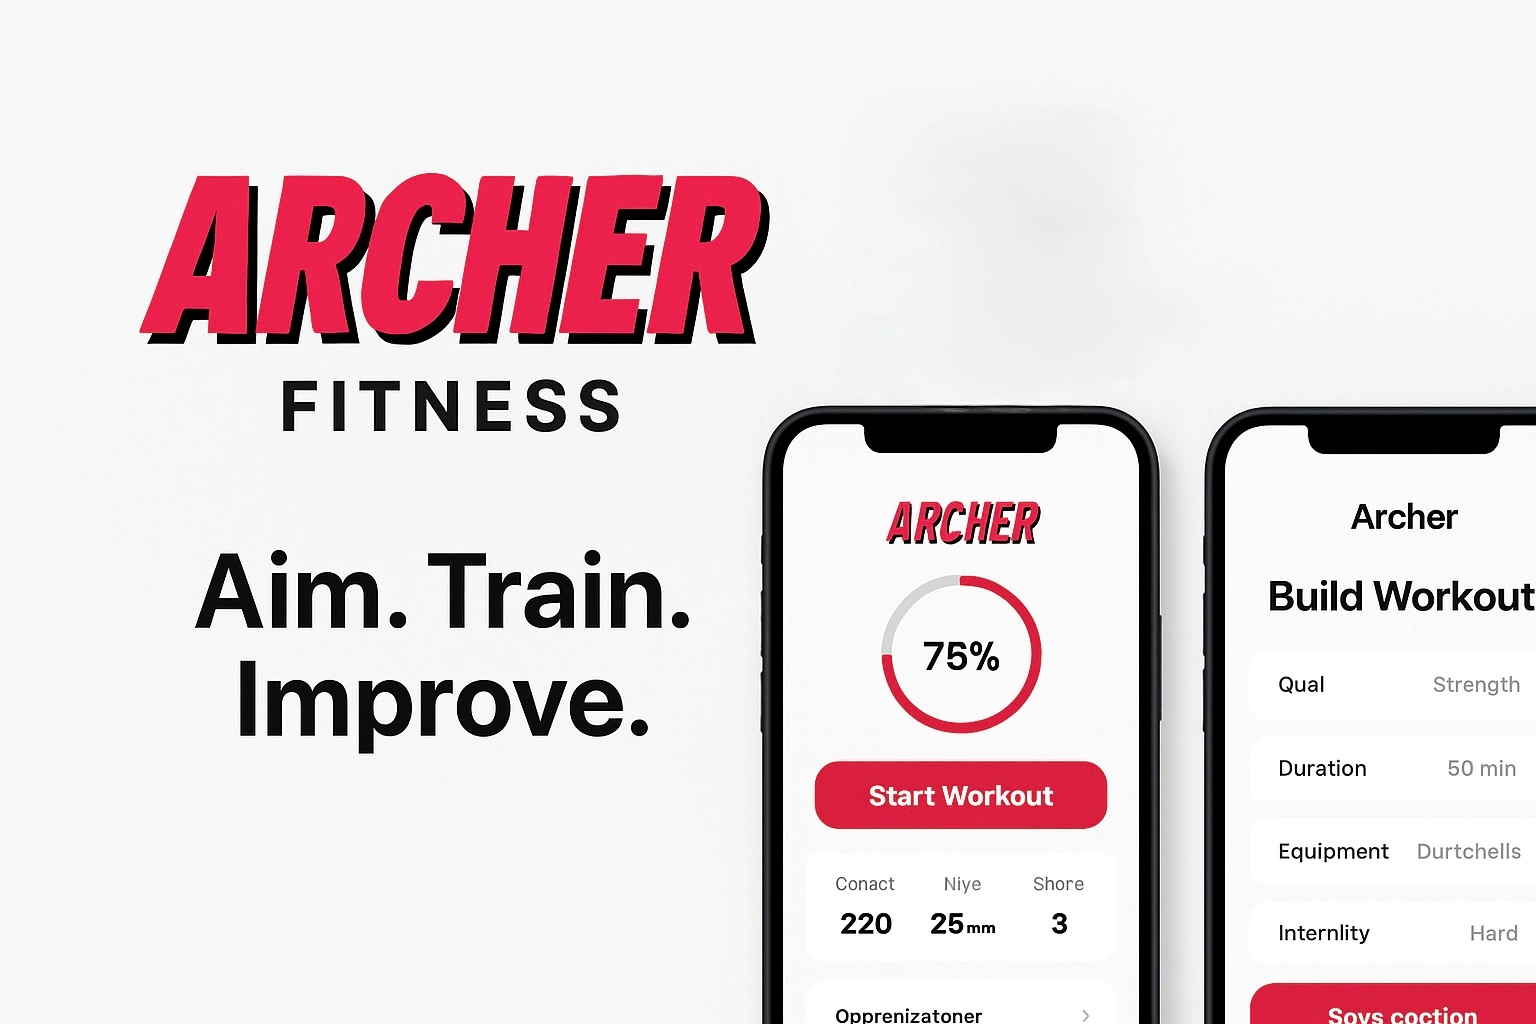 ARCHER
FITNESS
Aim. Train.
Improve.
ARCHER
75%
Start Workout
Conact Niye Shore
220 25mm 3
Opprenizatoner
Archer
Build Workout
Qual Strength
Duration 50 min
Equipment Durtchells
Internlity Hard
Sovs coction